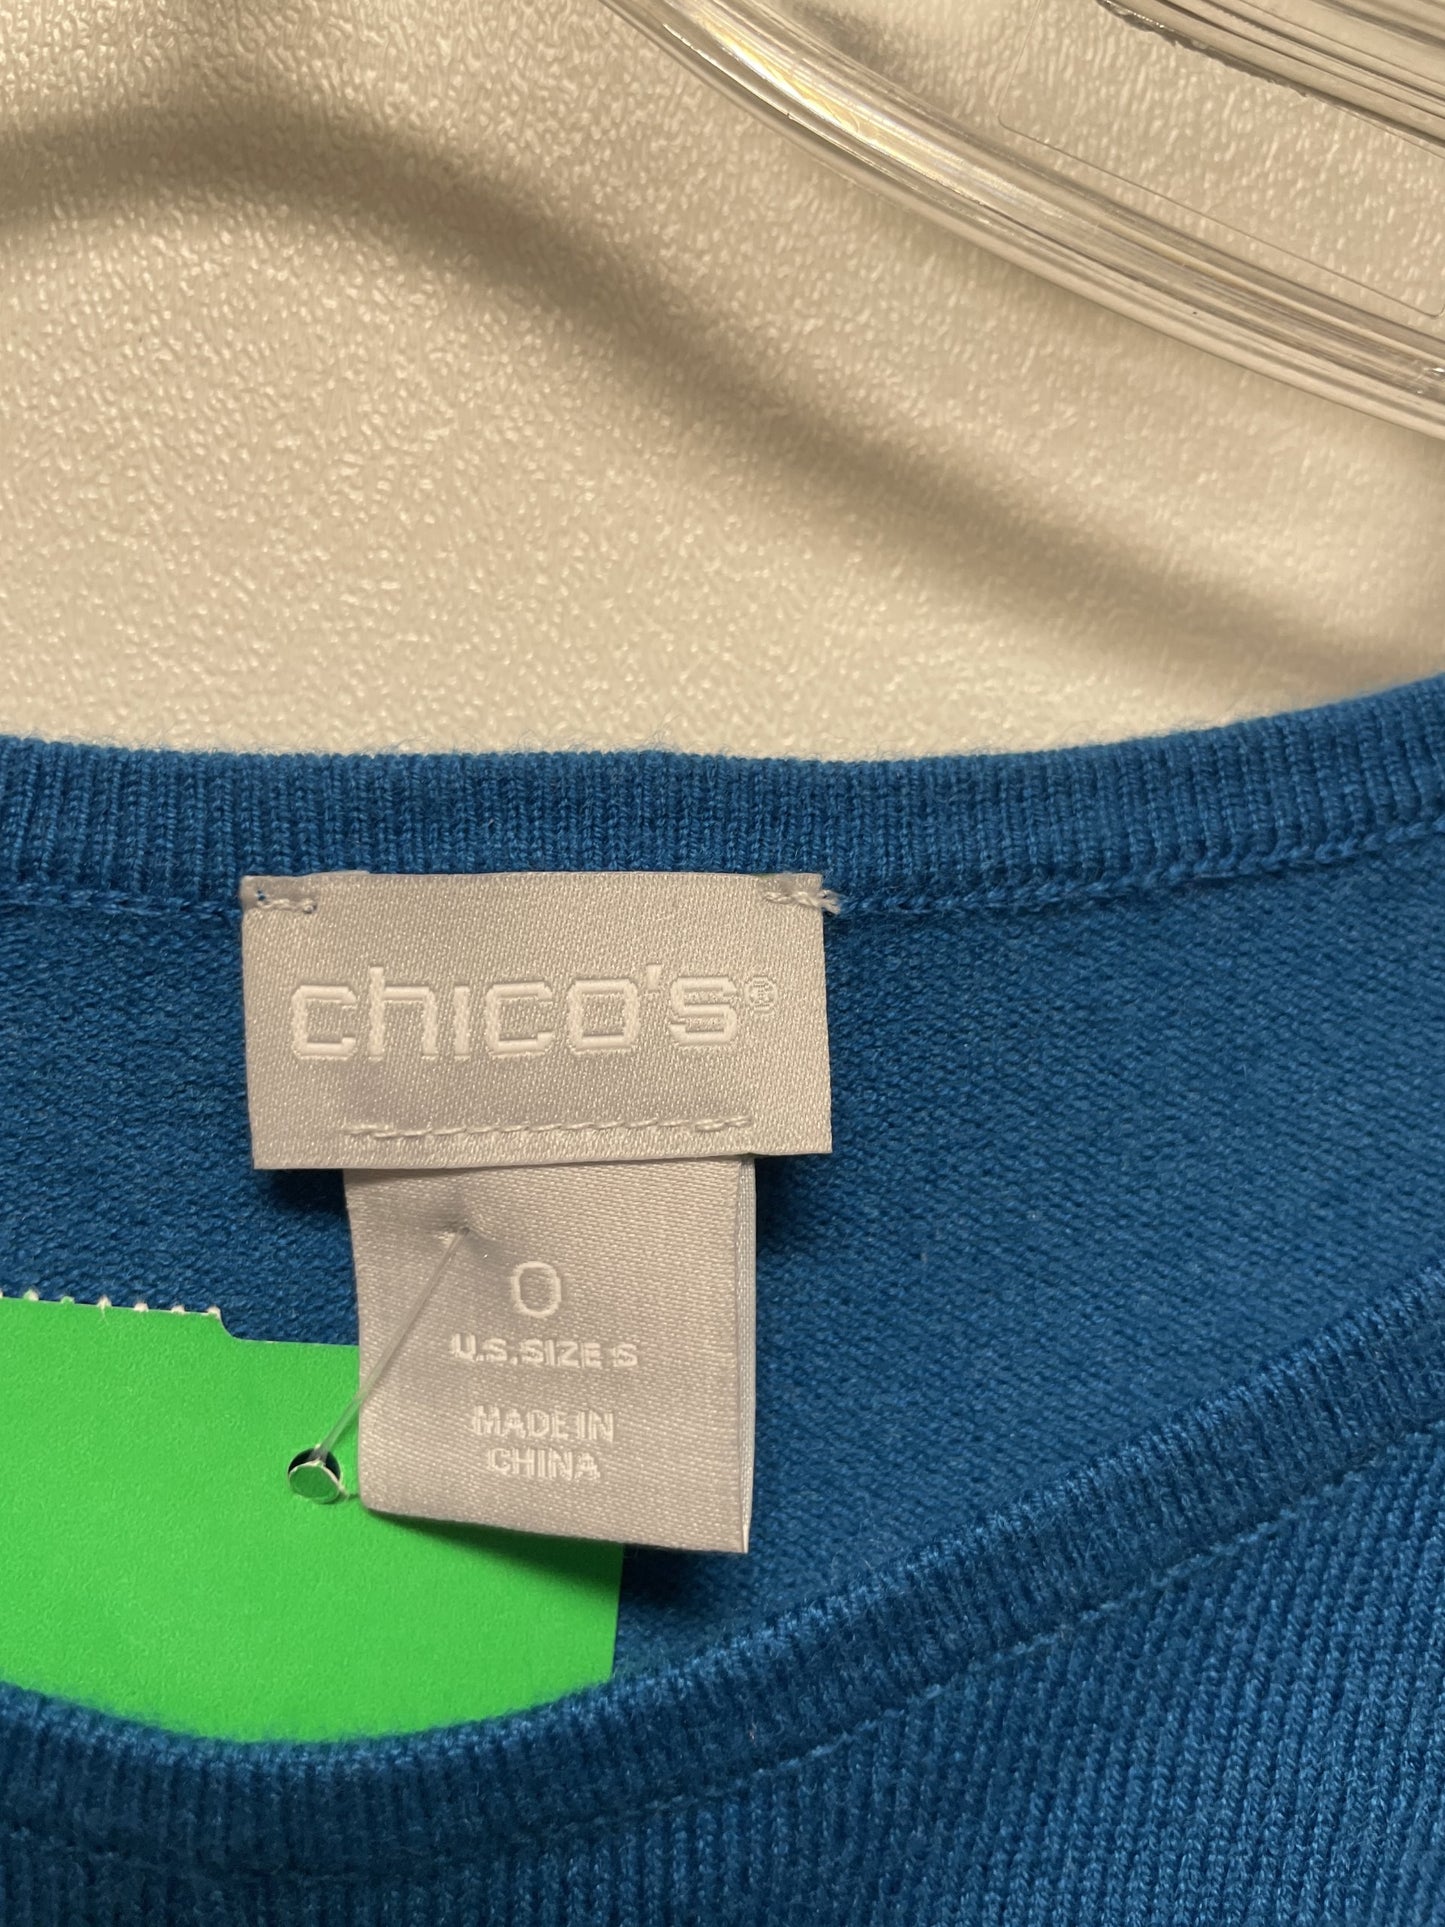 chico's®
0
U.S. SIZE S
MADE IN
CHINA